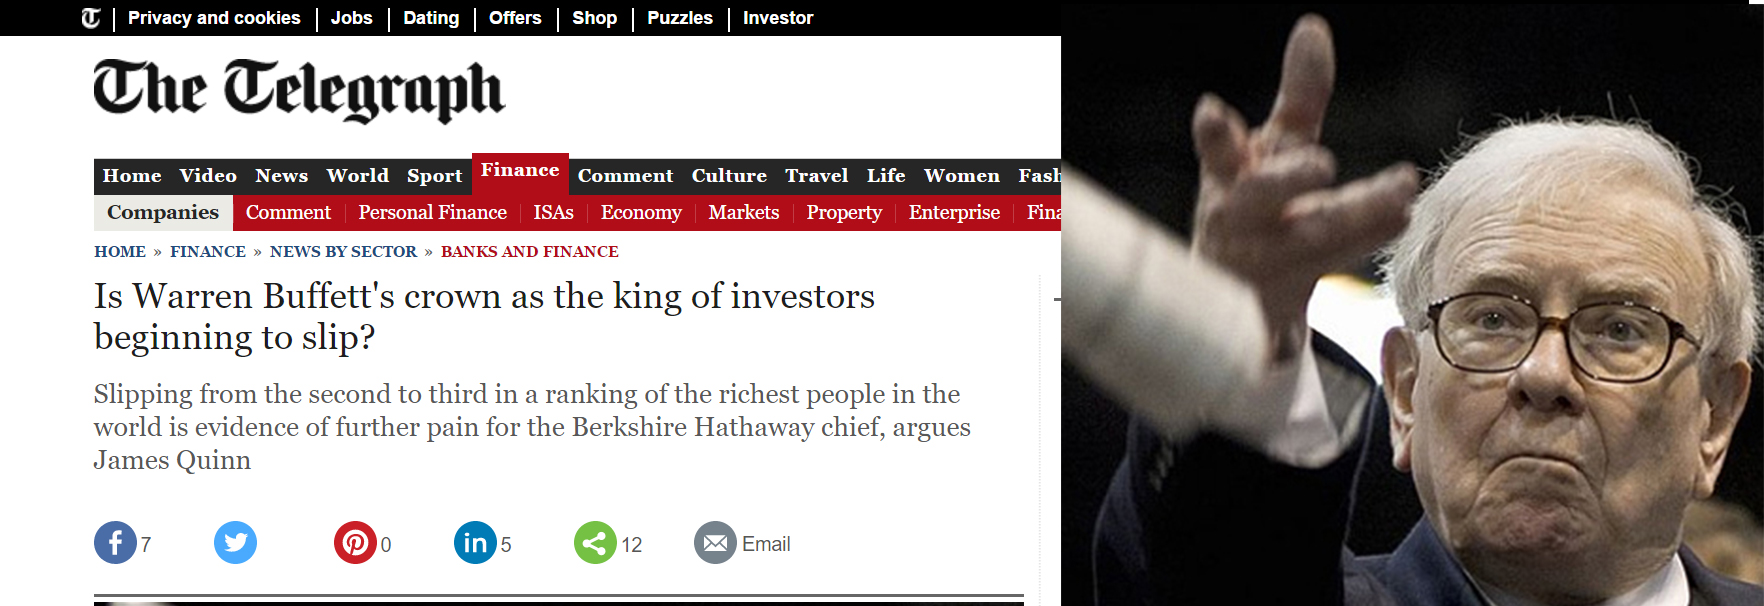 Privacy and cookies Jobs Dating Offers Shop Puzzles Investor
The Telegraph
Home Video News World Sport Finance Comment Culture Travel Life Women Fash
Companies Comment Personal Finance ISAs Economy Markets Property Enterprise Fina
HOME » FINANCE » NEWS BY SECTOR » BANKS AND FINANCE
Is Warren Buffett's crown as the king of investors
beginning to slip?
Slipping from the second to third in a ranking of the richest people in the
world is evidence of further pain for the Berkshire Hathaway chief, argues
James Quinn
7 0 in 5 12 Email